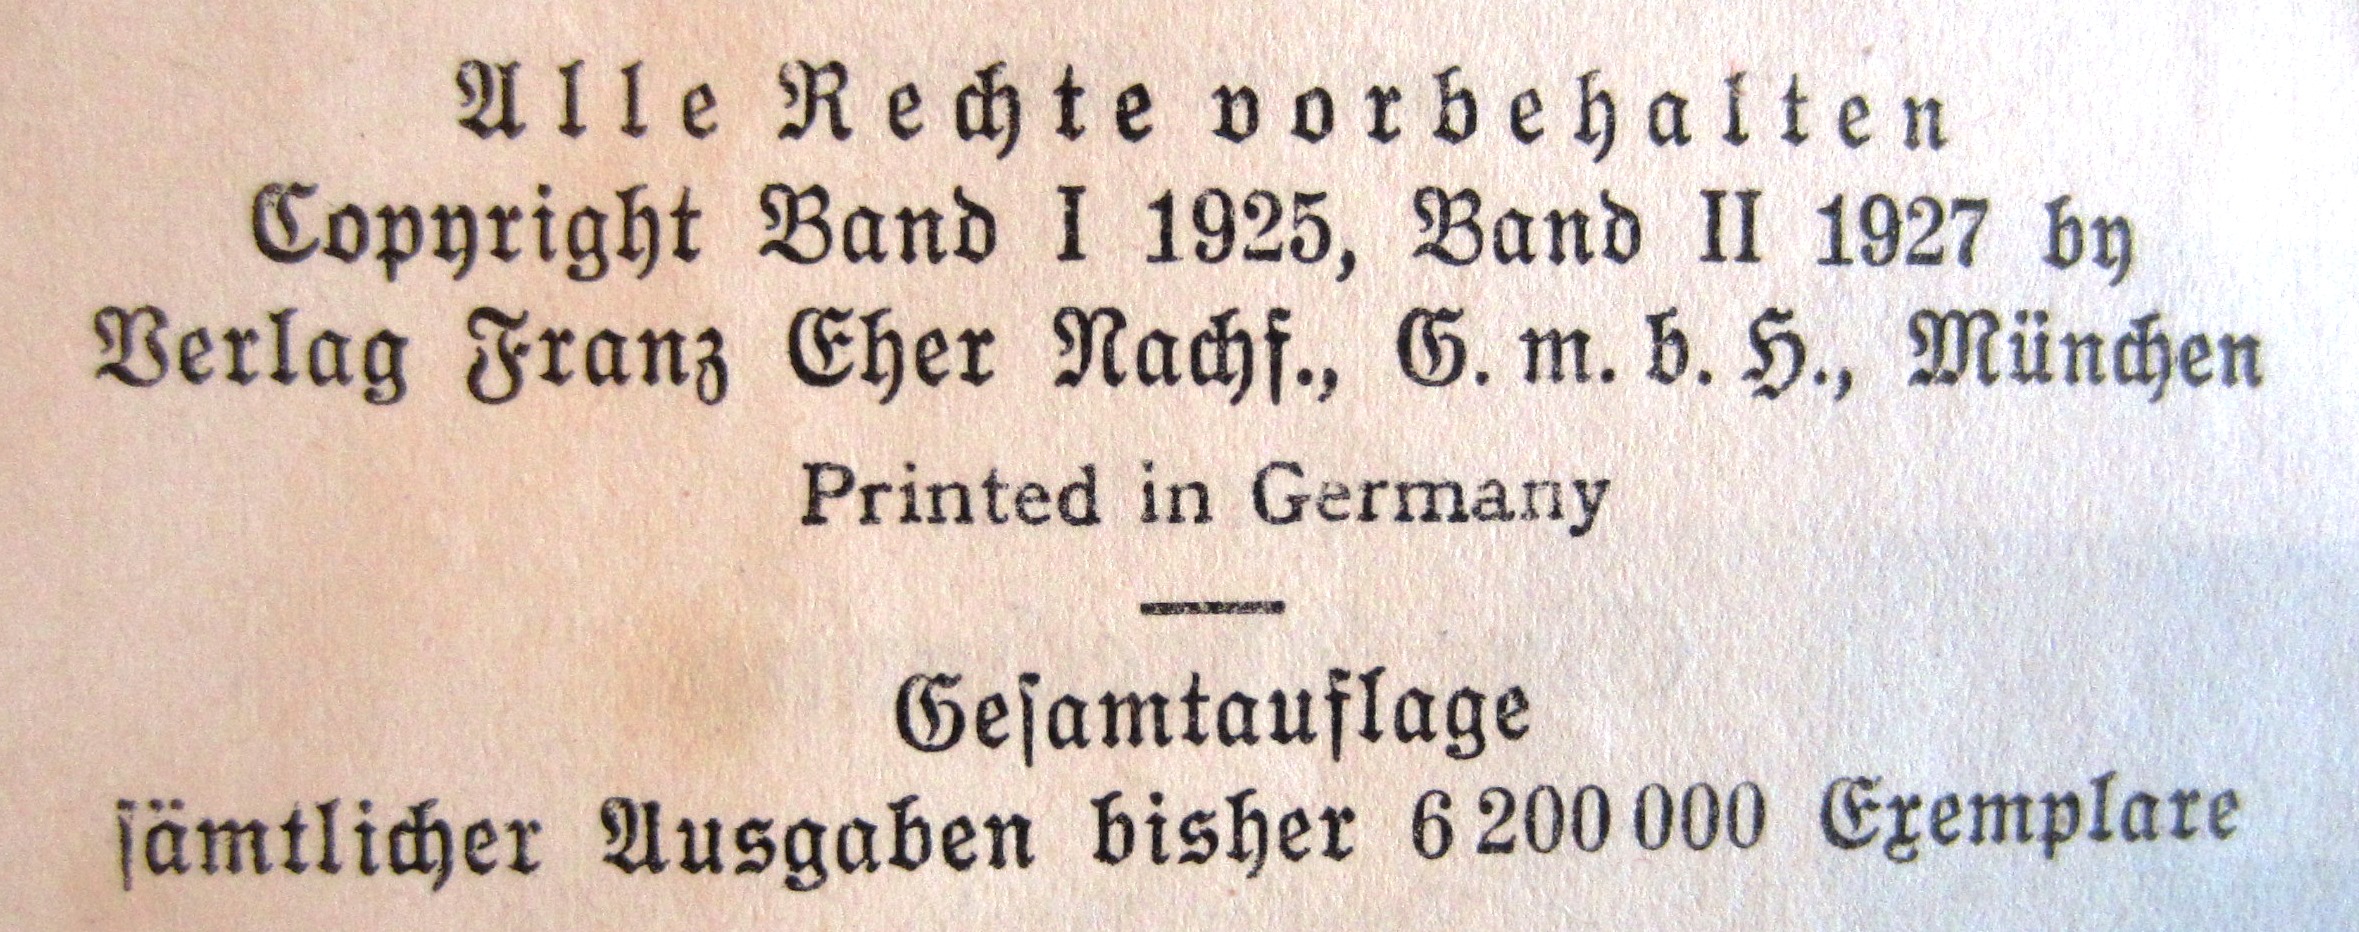 Alle Rechte vorbehalten
Copyright Band I 1925, Band II 1927 by
Verlag Franz Eher Nachf., G. m. b. H., München
Printed in Germany
Geſamtauflage
ſämtlicher Ausgaben bisher 6 200 000 Exemplare